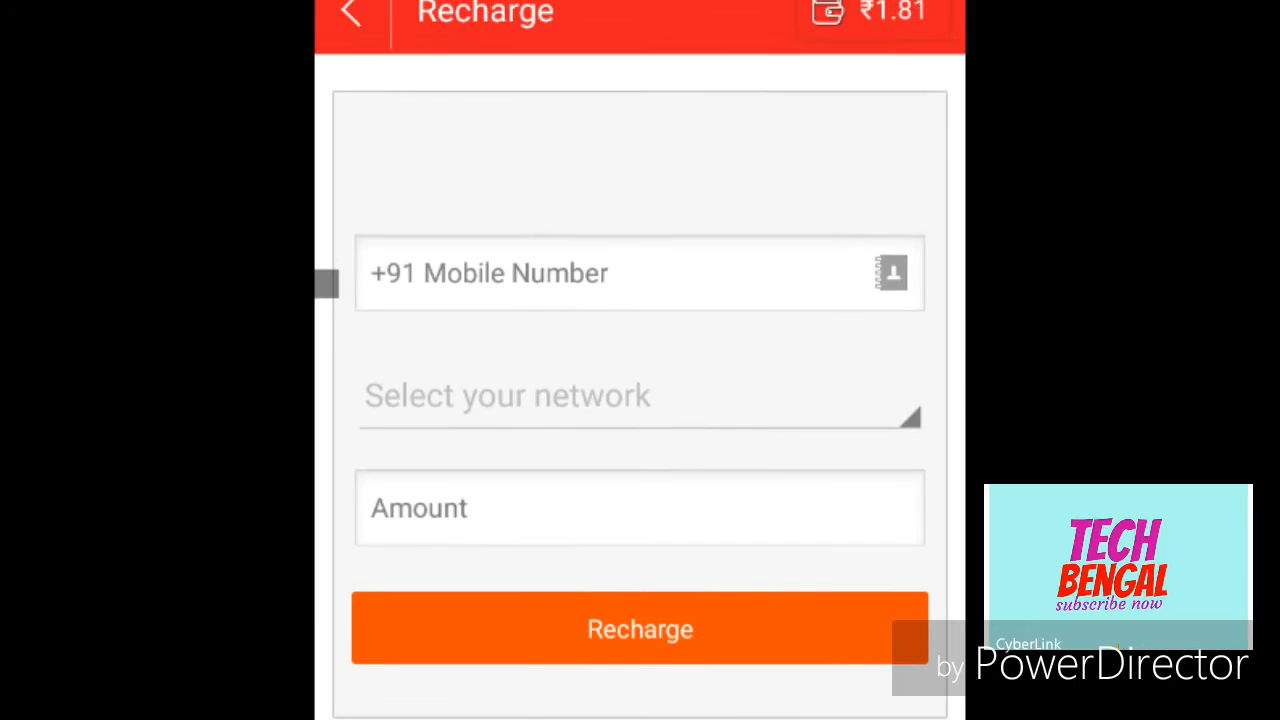 Recharge
₹1.81
+91 Mobile Number
Select your network
Amount
Recharge
TECH
BENGAL
subscribe now
CyberLink
by PowerDirector